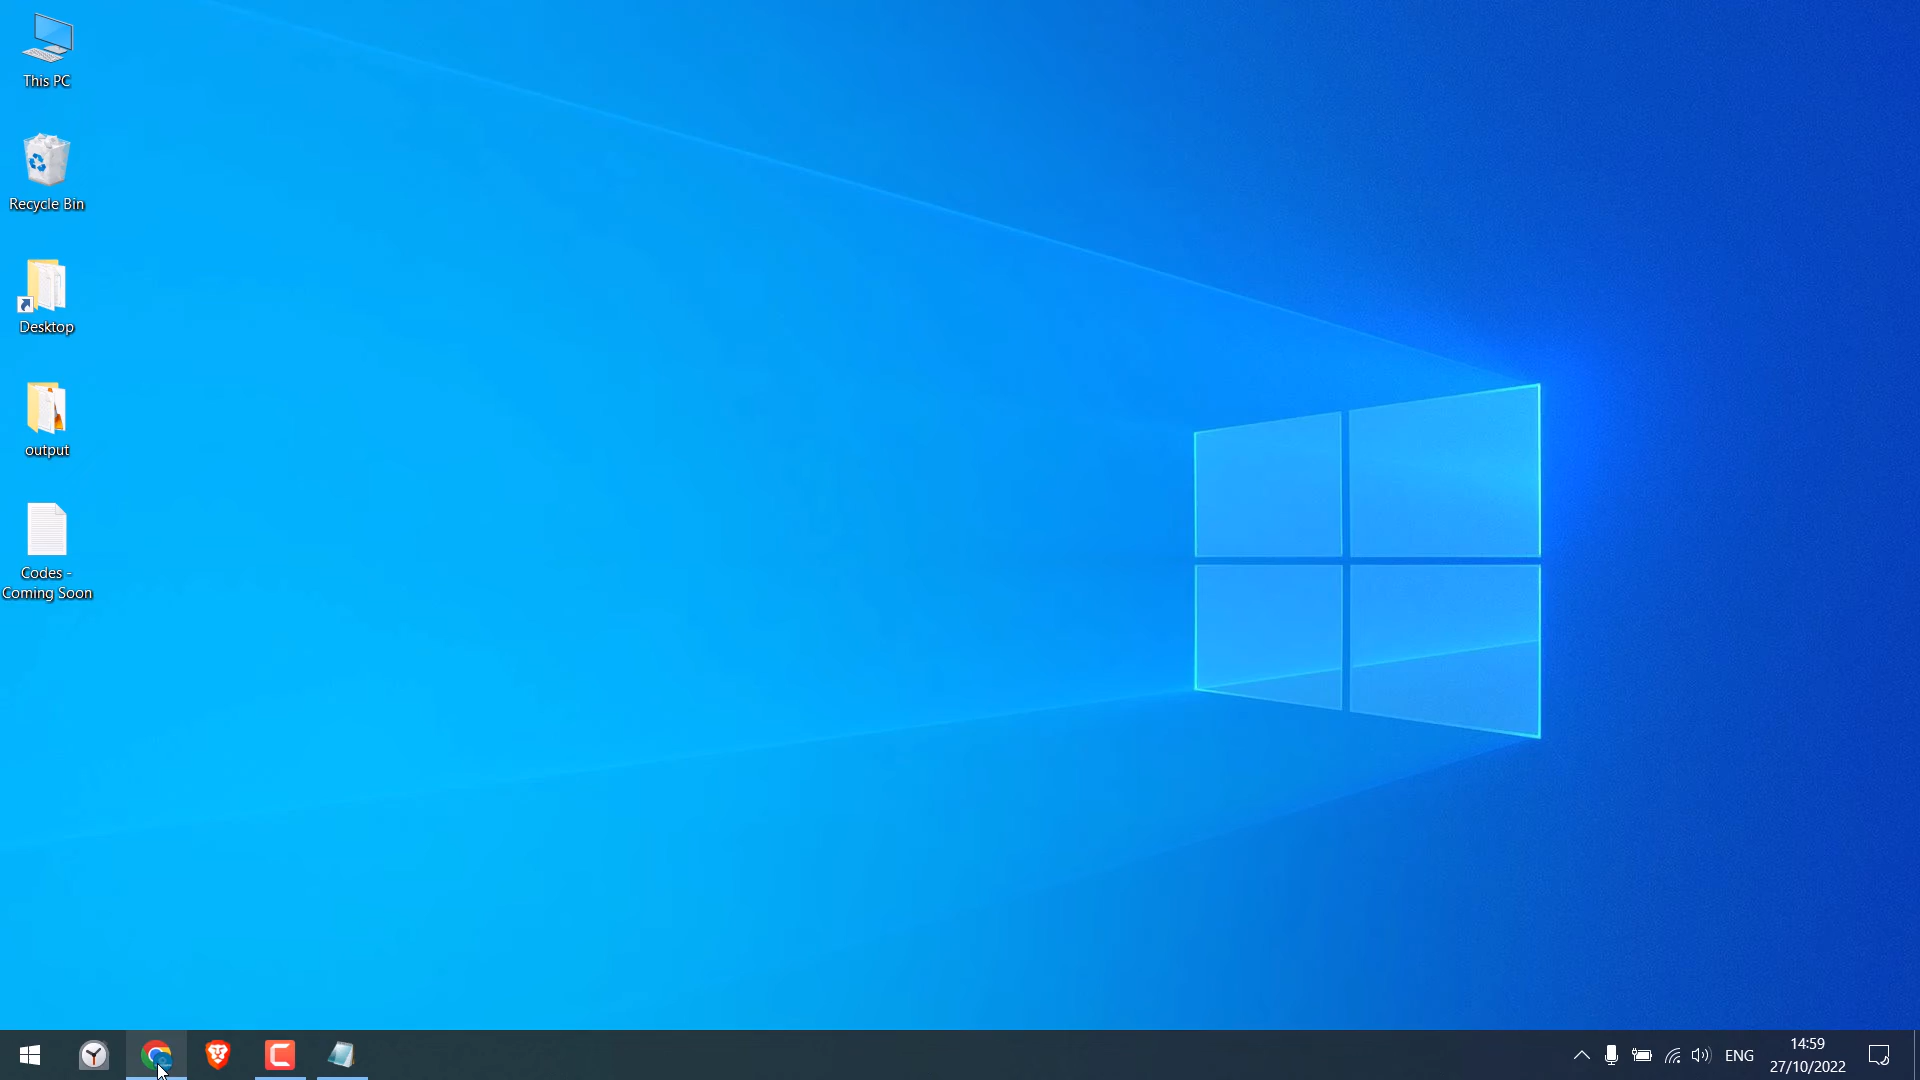 This PC
Recycle Bin
Desktop
output
Codes -
Coming Soon
ENG
14:59
27/10/2022